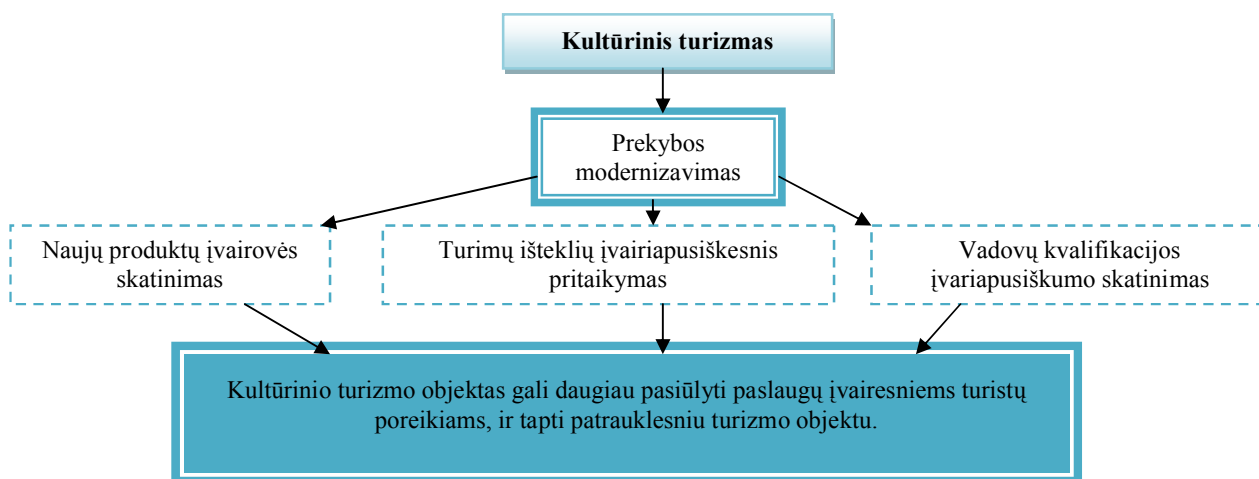 Kultūrinis turizmas
Prekybos
modernizavimas
Naujų produktų įvairovės
skatinimas
Turimų išteklių įvairiapusiškesnis
pritaikymas
Vadovų kvalifikacijos
įvariapusiškumo skatinimas
Kultūrinio turizmo objektas gali daugiau pasiūlyti paslaugų įvairesniems turistų
poreikiams, ir tapti patrauklesniu turizmo objektu.